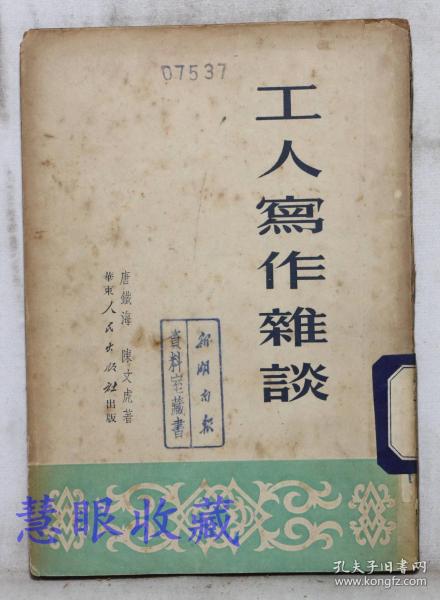 07537
工人寫作雜談
唐鐵海 陳文虎著
華東人民出版社出版
新明日報
資料室藏書
慧眼收藏
孔夫子旧书网
www.kongfz.com